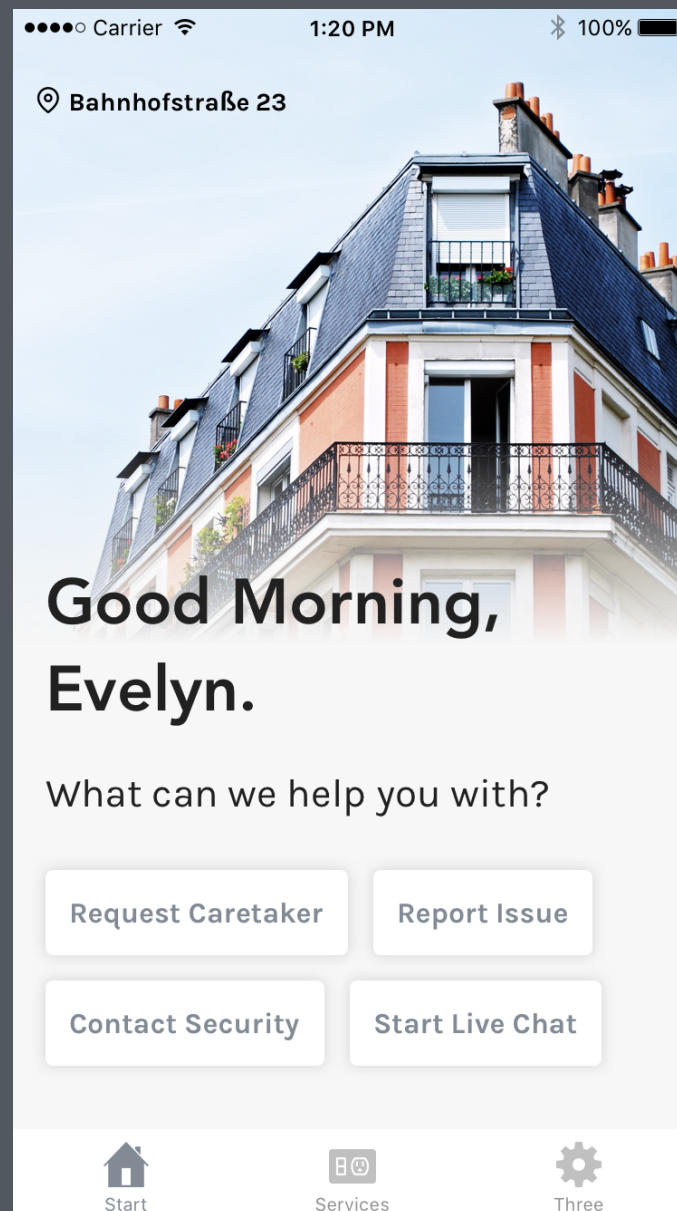 Carrier 1:20 PM 100%
Bahnhofstraße 23
Good Morning,
Evelyn.
What can we help you with?
Request Caretaker Report Issue
Contact Security Start Live Chat
Start Services Three